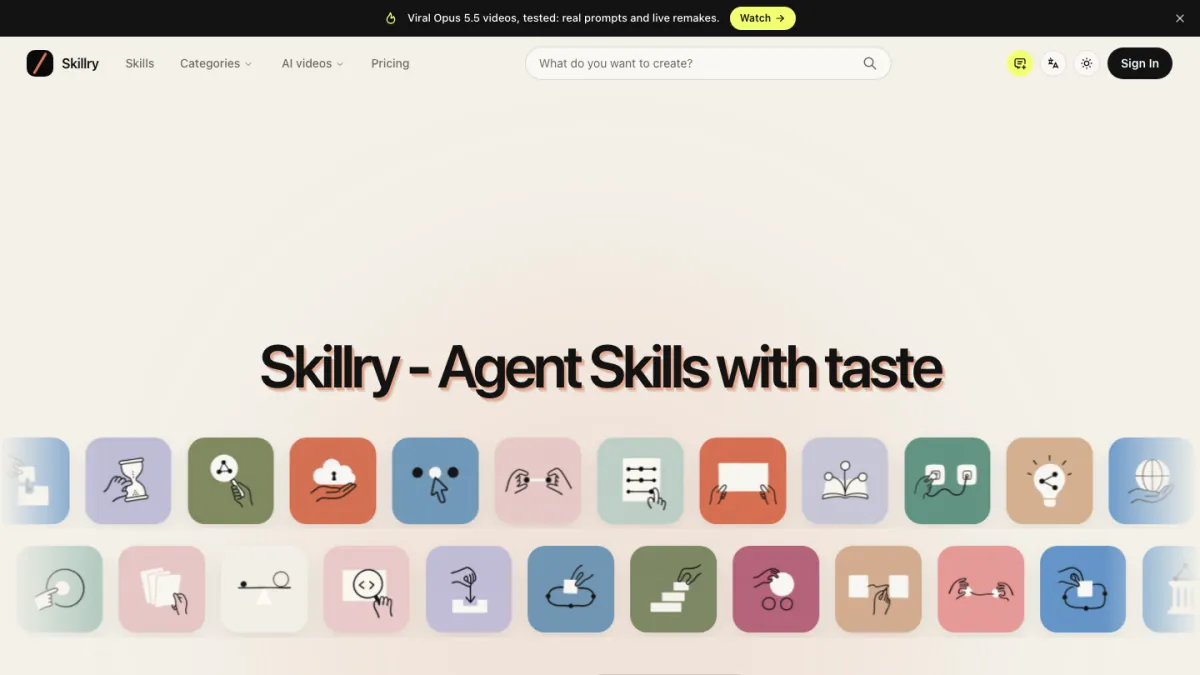 Viral Opus 5.5 videos, tested: real prompts and live remakes. Watch →
Skillry Skills Categories AI videos Pricing What do you want to create? Sign In
Skillry - Agent Skills with taste